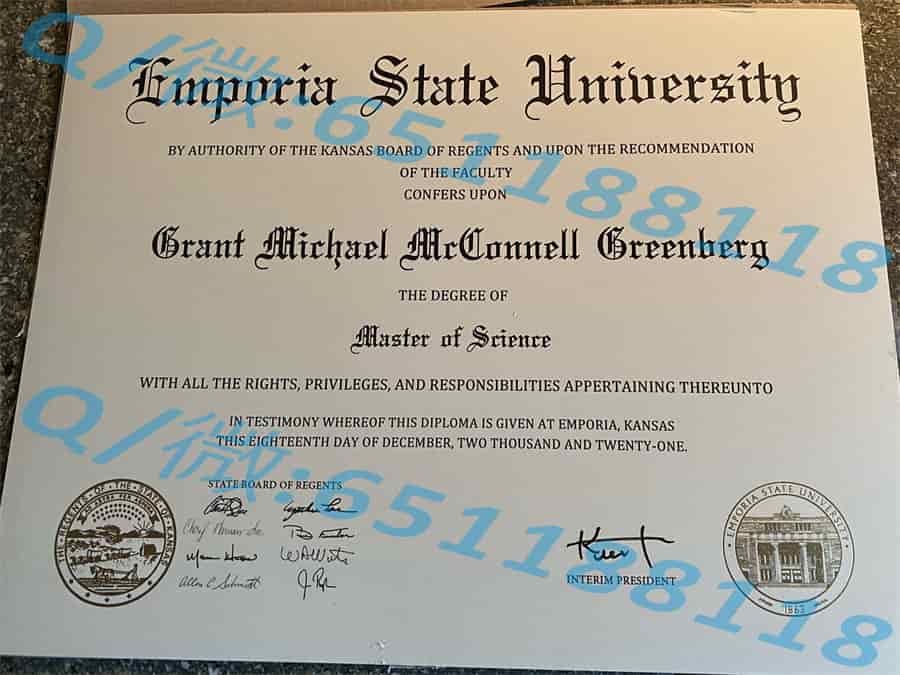 Emporia State University
BY AUTHORITY OF THE KANSAS BOARD OF REGENTS AND UPON THE RECOMMENDATION
OF THE FACULTY
CONFERS UPON
Grant Michael McConnell Greenberg
THE DEGREE OF
Master of Science
WITH ALL THE RIGHTS, PRIVILEGES, AND RESPONSIBILITIES APPERTAINING THEREUNTO
IN TESTIMONY WHEREOF THIS DIPLOMA IS GIVEN AT EMPORIA, KANSAS
THIS EIGHTEENTH DAY OF DECEMBER, TWO THOUSAND AND TWENTY-ONE.
STATE BOARD OF REGENTS
Allen C Schmidt
INTERIM PRESIDENT
THE REGENTS OF THE STATE OF KANSAS
EMPORIA STATE UNIVERSITY
1863
Q/微:651188118
Q/微:651188118